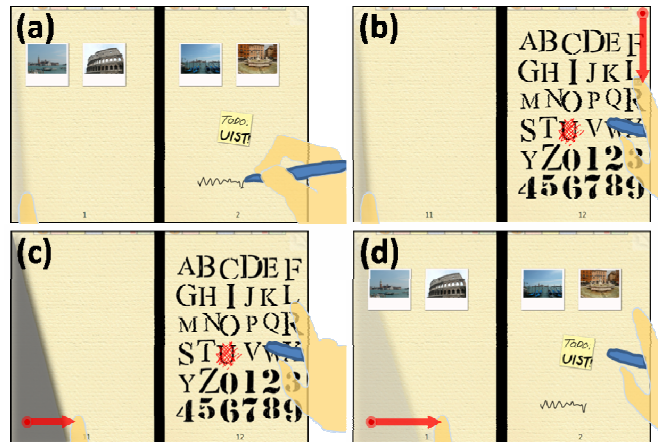 (a)
TODO.
UIST!
1
2
(b)
ABCDEF
GHIJKL
MNOPQR
STUVWX
YZ0123
456789
11
12
(c)
ABCDEF
GHIJKL
MNOPQR
STUVWX
YZ0123
456789
11
12
(d)
TODO.
UIST!
1
2